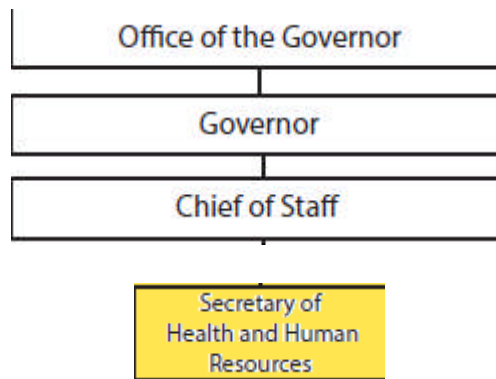 Office of the Governor
Governor
Chief of Staff
Secretary of
Health and Human
Resources